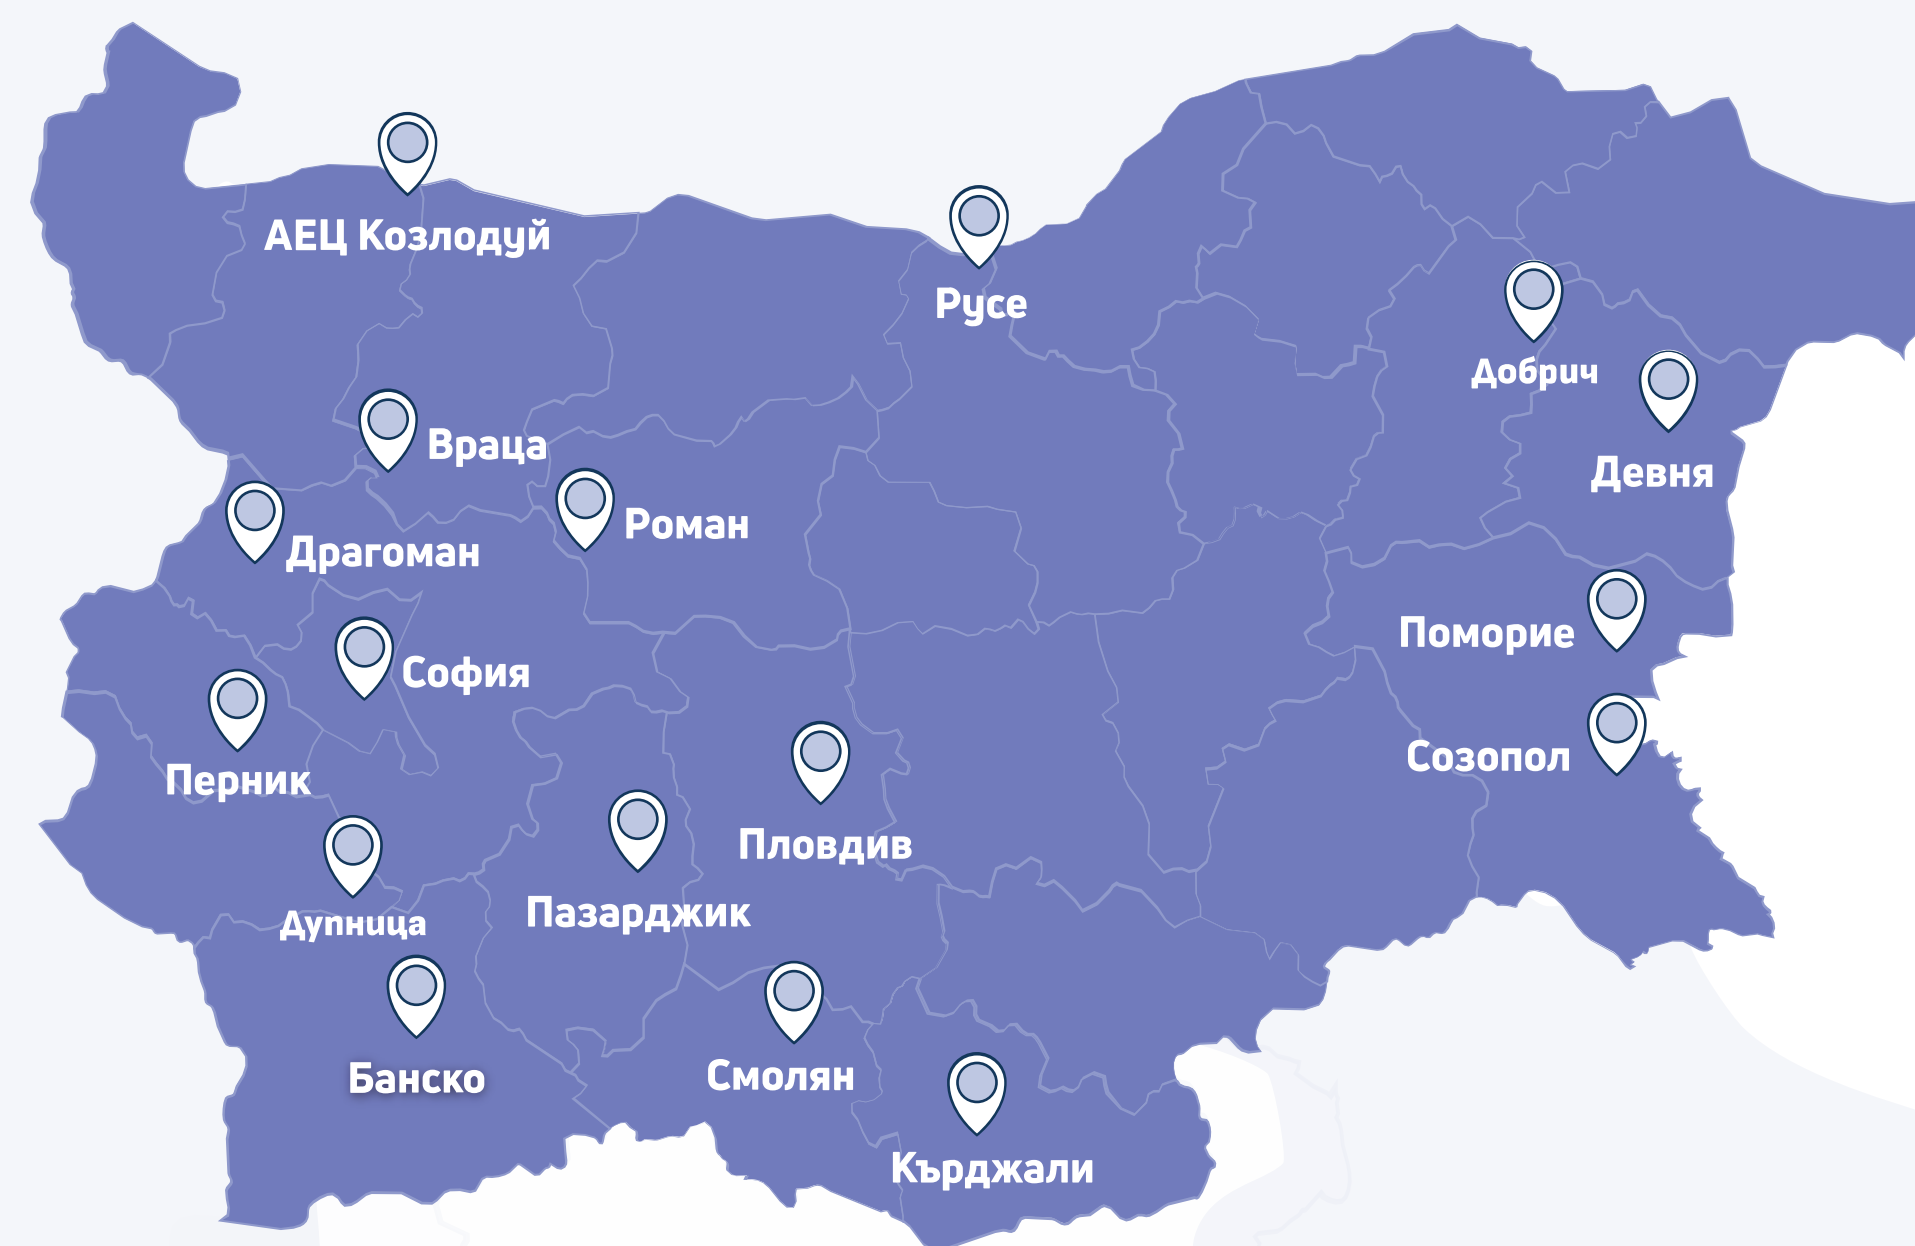 АЕЦ Козлодуй
Русе
Добрич
Враца
Девня
Роман
Драгоман
Поморие
София
Созопол
Перник
Пловдив
Пазарджик
Дупница
Банско
Смолян
Кърджали